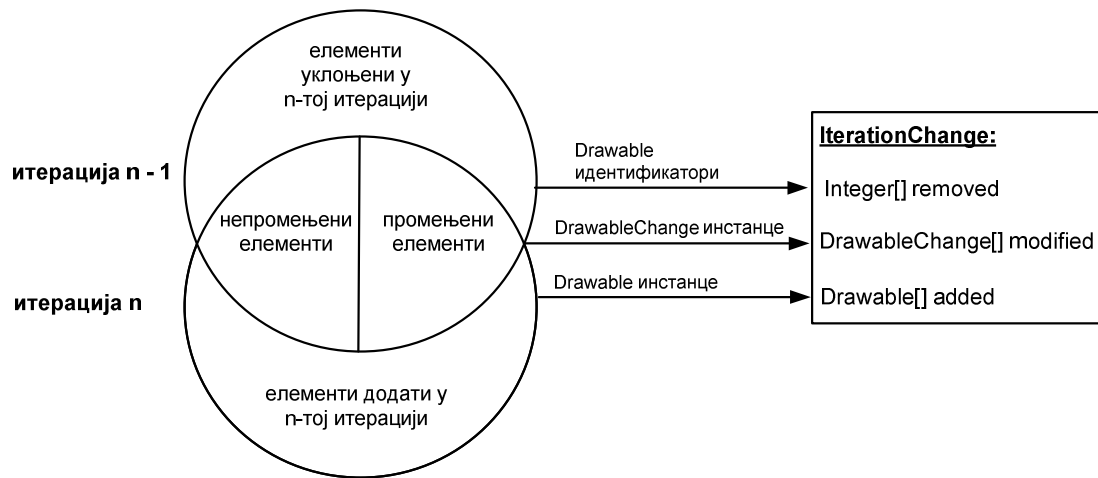 елементи
уклоњени у
n-тој итерацији
итерација n - 1
непромењени
елементи
промењени
елементи
итерација n
елементи додати у
n-тој итерацији
Drawable
идентификатори
DrawableChange инстанце
Drawable инстанце
IterationChange:
Integer[] removed
DrawableChange[] modified
Drawable[] added